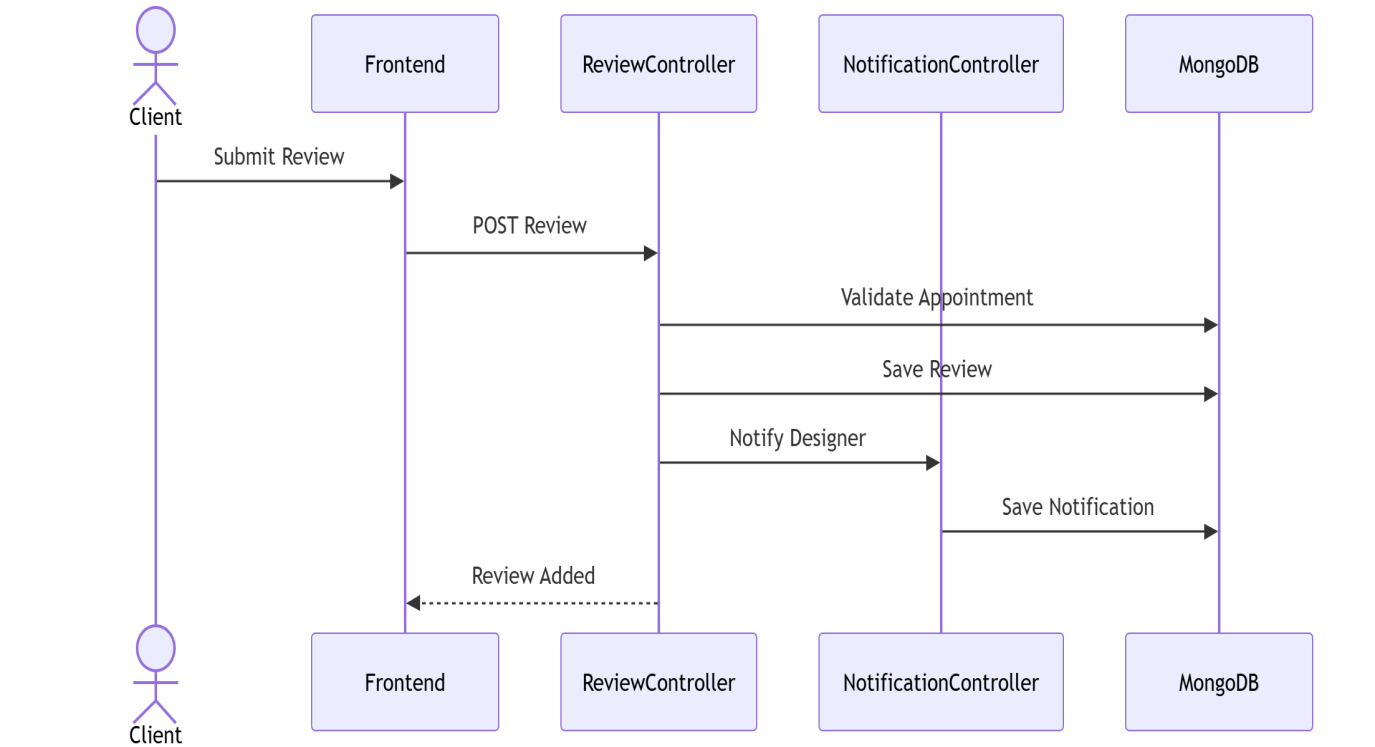 Client
Frontend
ReviewController
NotificationController
MongoDB
Submit Review
POST Review
Validate Appointment
Save Review
Notify Designer
Save Notification
Review Added
Client
Frontend
ReviewController
NotificationController
MongoDB